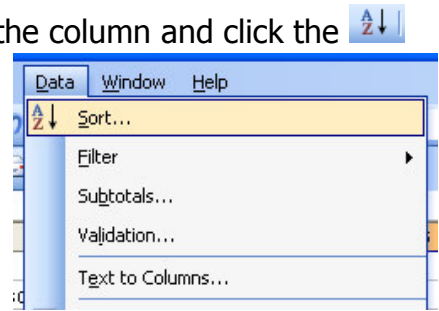 the column and click the A Z
Data Window Help
A Z Sort...
Filter
Subtotals...
Validation...
Text to Columns...